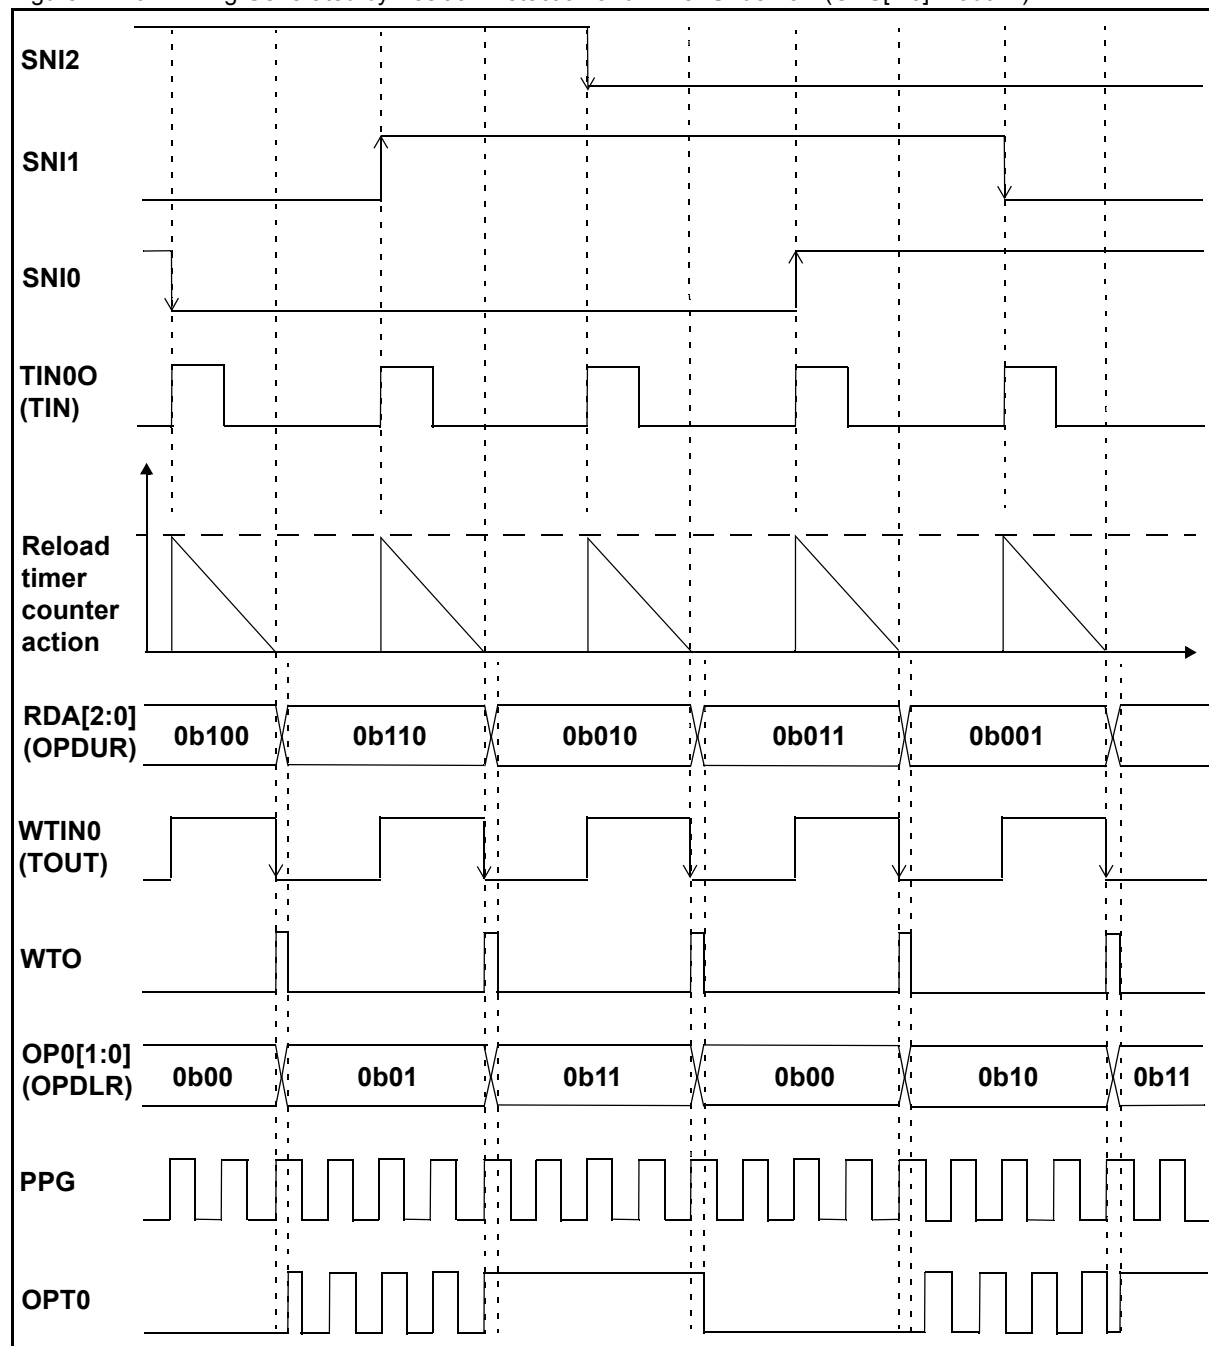 SNI2
SNI1
SNI0
TIN0O
(TIN)
Reload
timer
counter
action
RDA[2:0]
(OPDUR)
0b100 0b110 0b010 0b011 0b001
WTIN0
(TOUT)
WTO
OP0[1:0]
(OPDLR)
0b00 0b01 0b11 0b00 0b10 0b11
PPG
OPT0